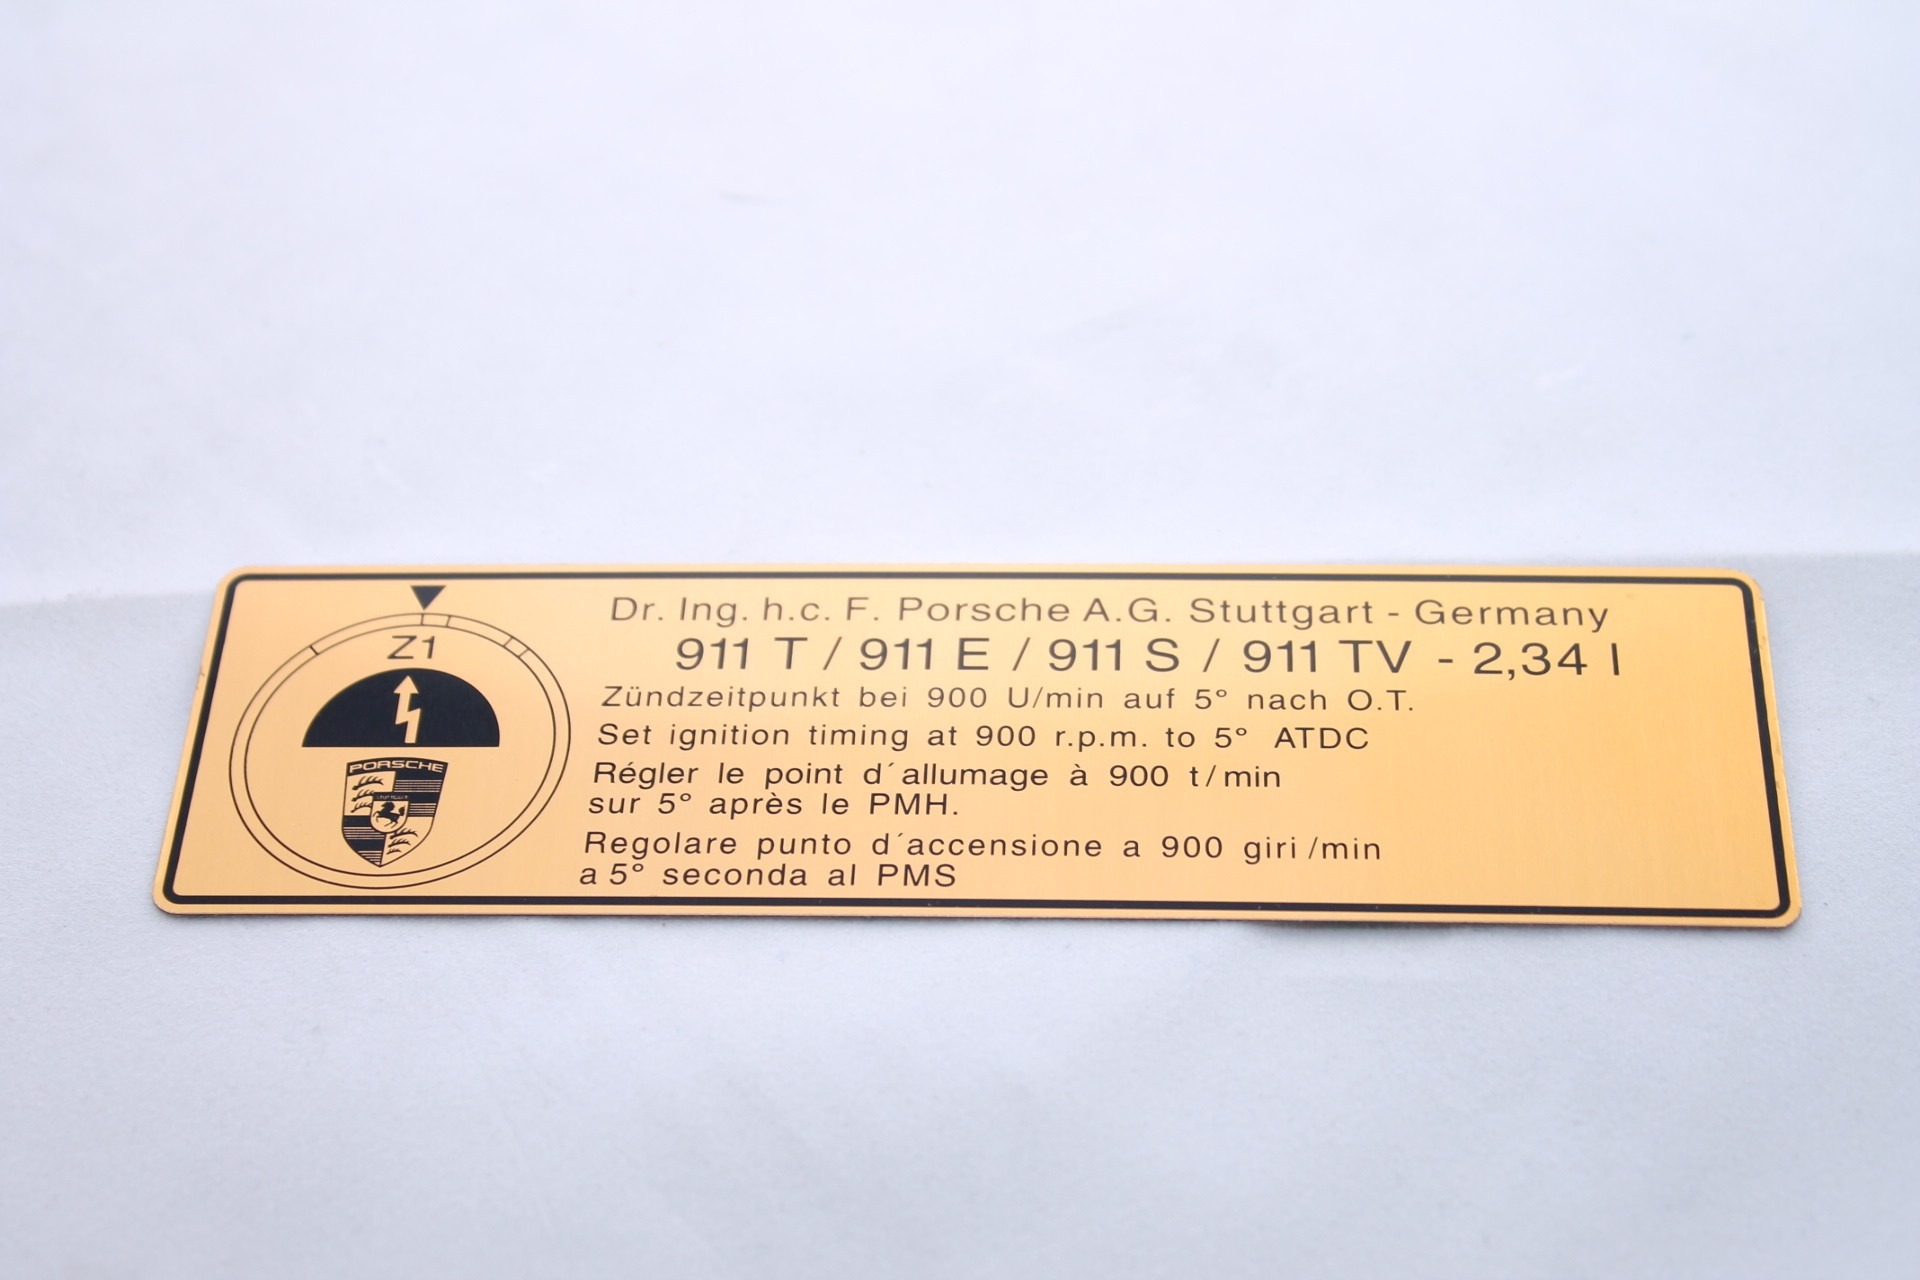 Z1
PORSCHE
Dr. Ing. h.c. F. Porsche A.G. Stuttgart - Germany
911 T / 911 E / 911 S / 911 TV - 2,34 l
Zündzeitpunkt bei 900 U/min auf 5° nach O.T.
Set ignition timing at 900 r.p.m. to 5° ATDC
Régler le point d´allumage à 900 t/min
sur 5° après le PMH.
Regolare punto d´accensione a 900 giri/min
a 5° seconda al PMS